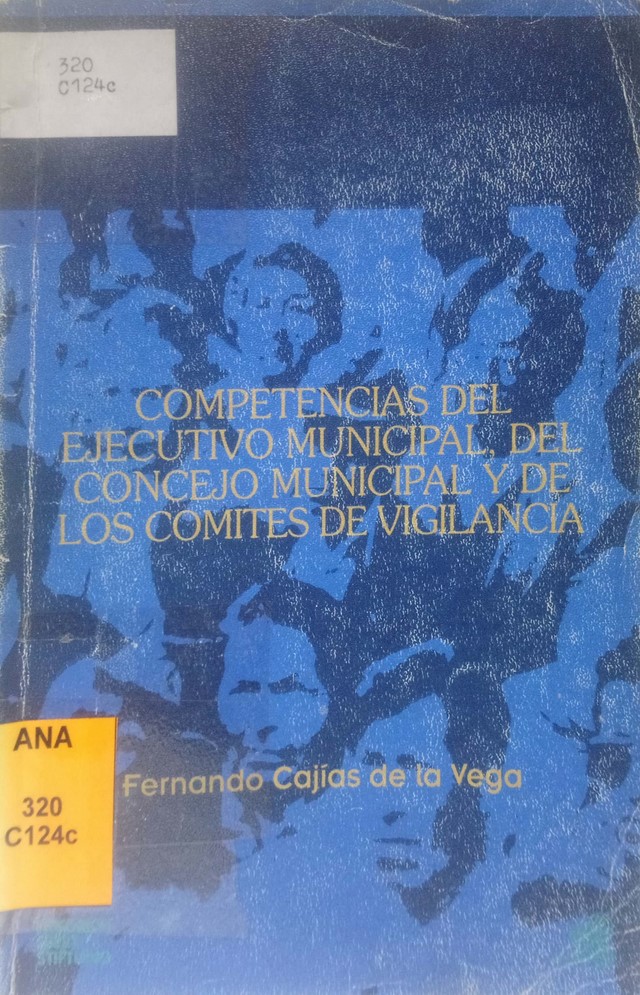 320
C124c
COMPETENCIAS DEL
EJECUTIVO MUNICIPAL, DEL
CONCEJO MUNICIPAL Y DE
LOS COMITES DE VIGILANCIA
Fernando Cajías de la Vega
ANA
320
C124c